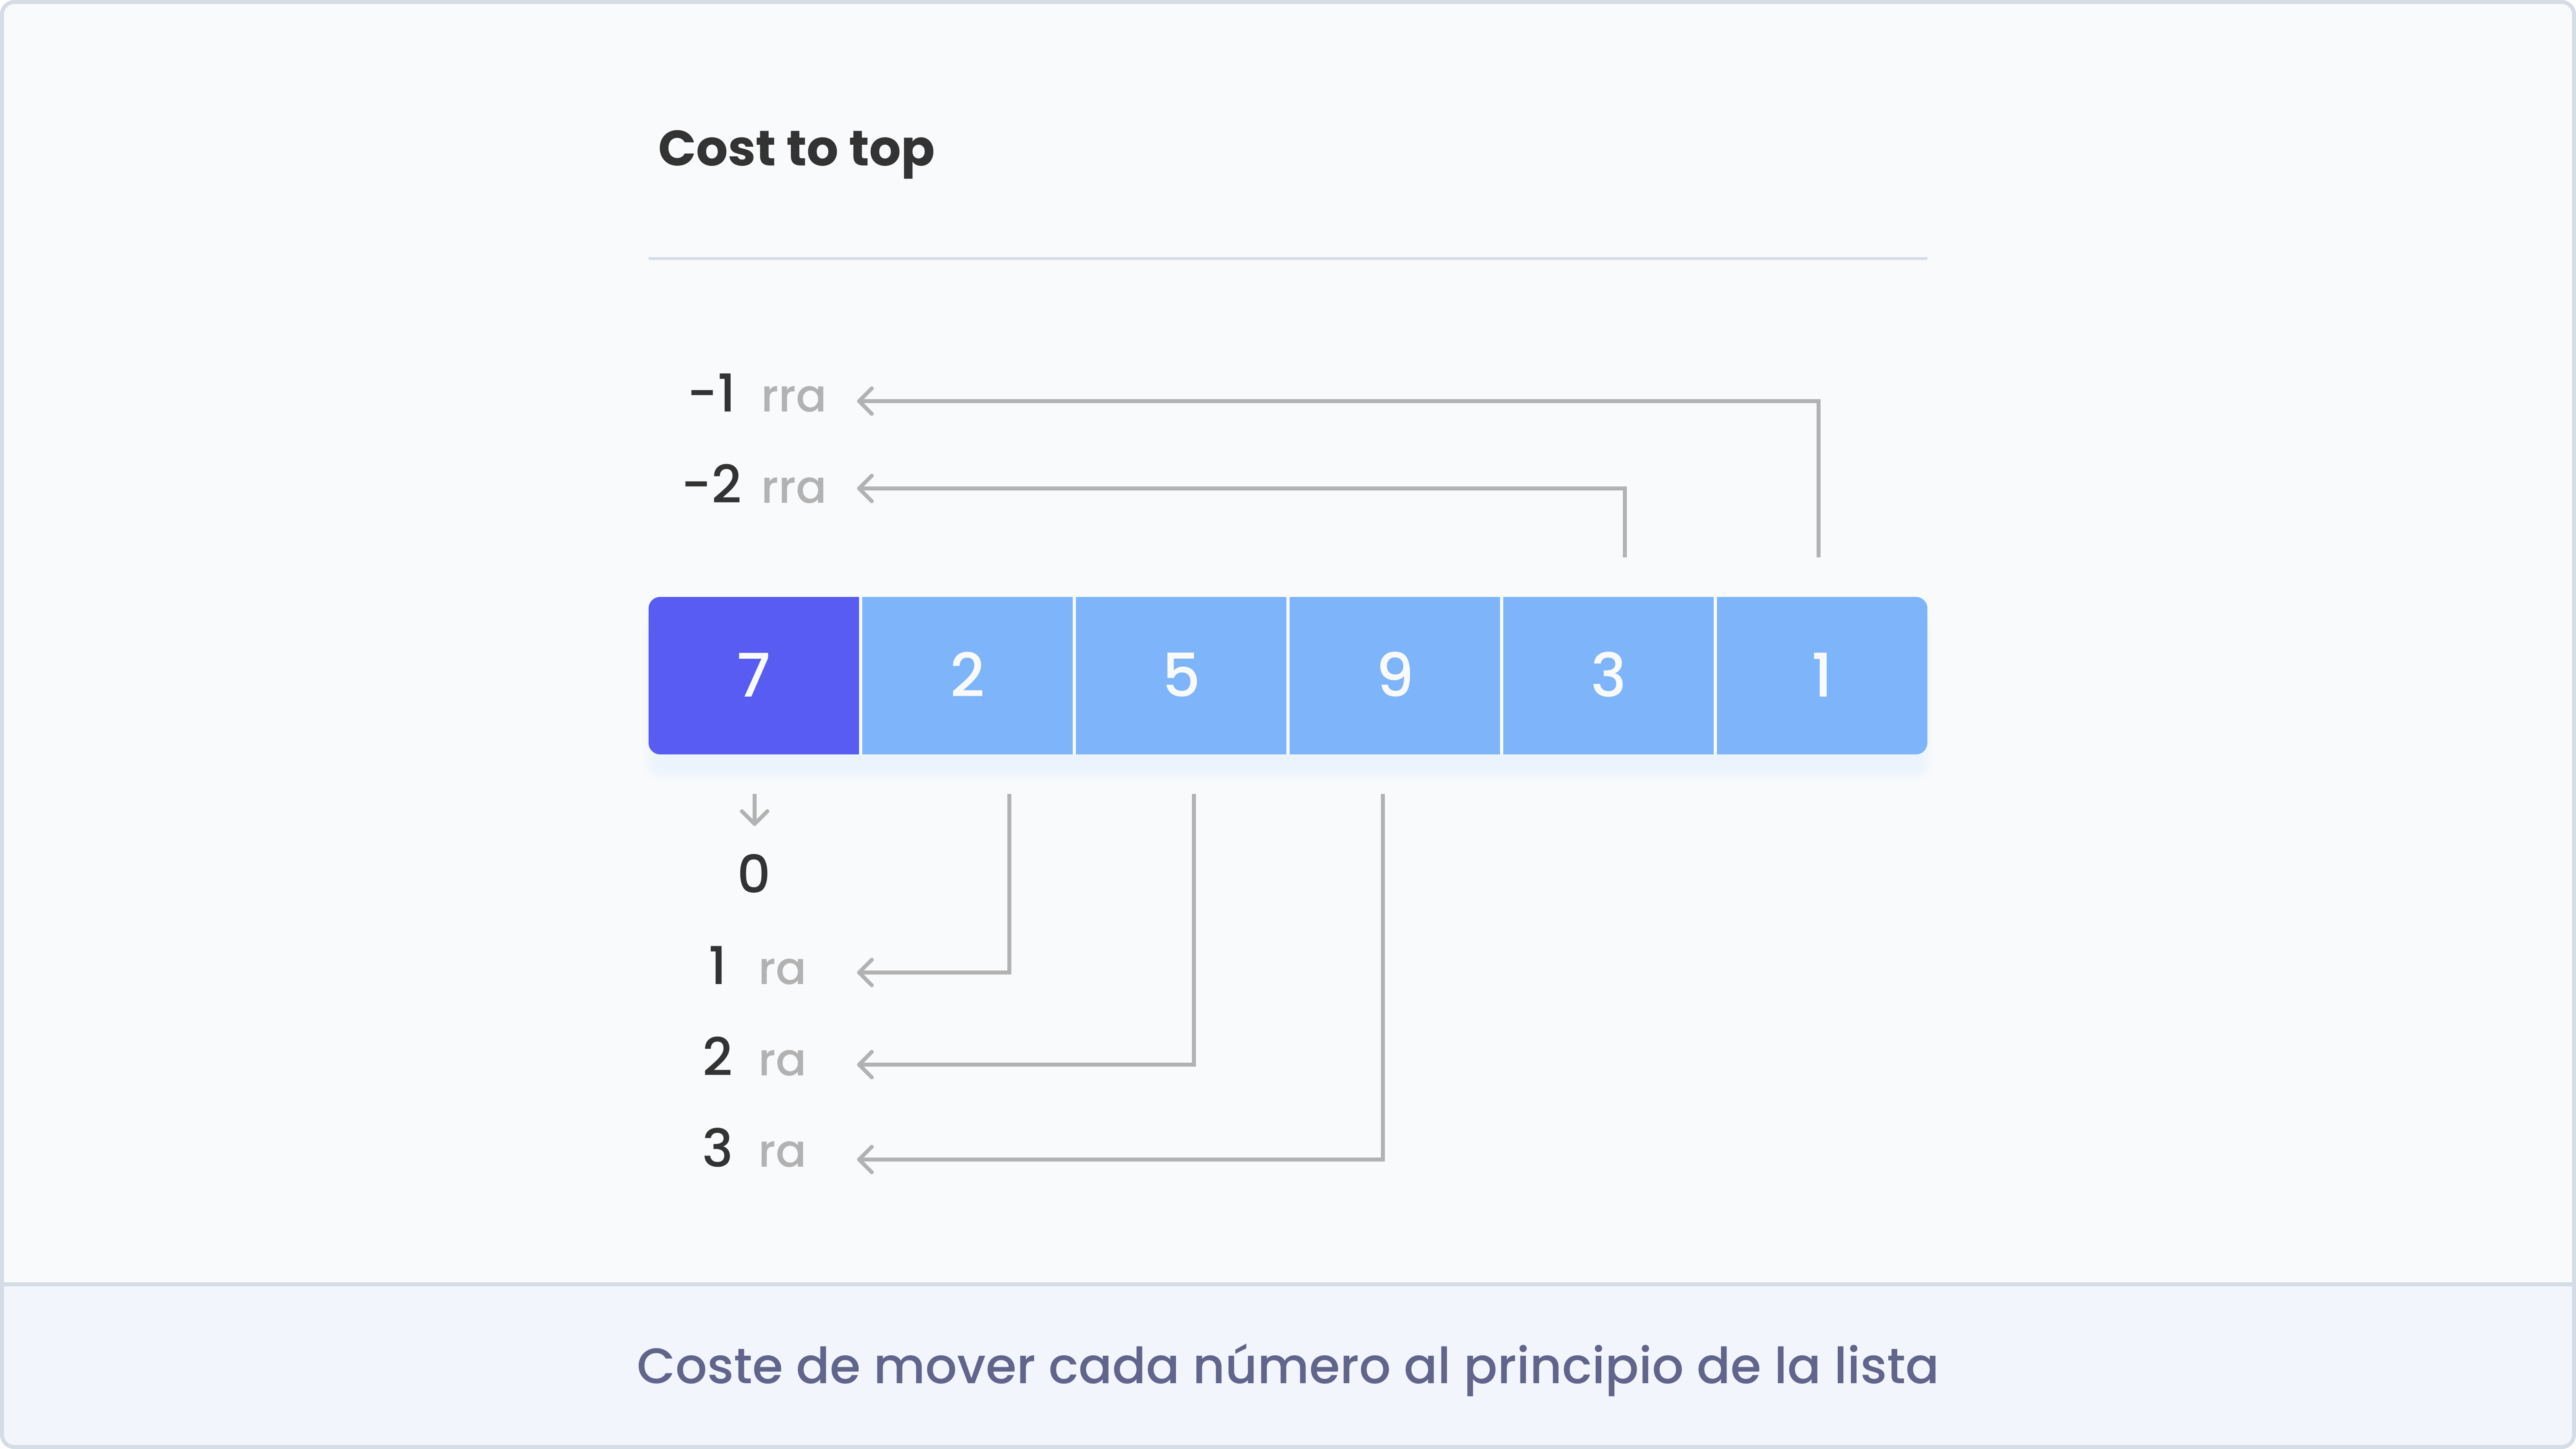 Cost to top
-1 rra
-2 rra
7 2 5 9 3 1
0
1 ra
2 ra
3 ra
Coste de mover cada número al principio de la lista